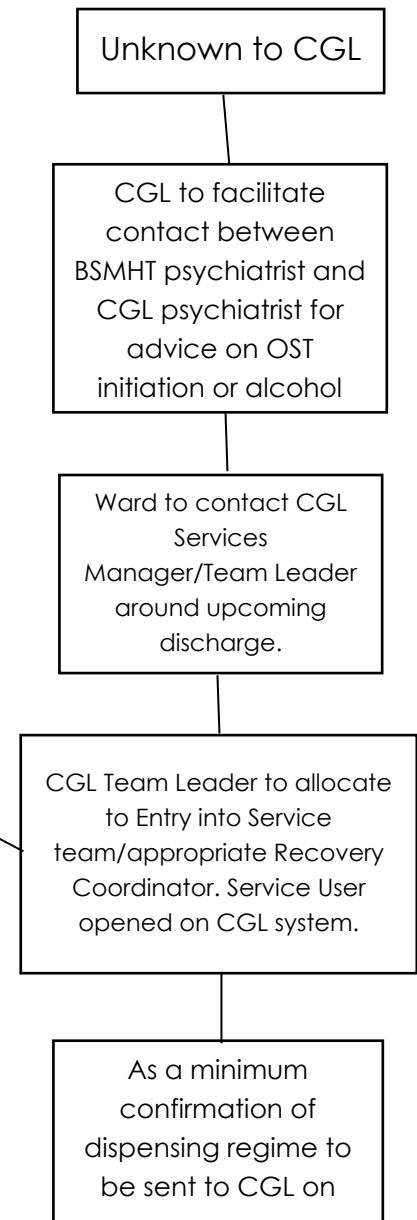 Unknown to CGL
CGL to facilitate
contact between
BSMHT psychiatrist and
CGL psychiatrist for
advice on OST
initiation or alcohol
Ward to contact CGL
Services
Manager/Team Leader
around upcoming
discharge.
CGL Team Leader to allocate
to Entry into Service
team/appropriate Recovery
Coordinator. Service User
opened on CGL system.
As a minimum
confirmation of
dispensing regime to
be sent to CGL on